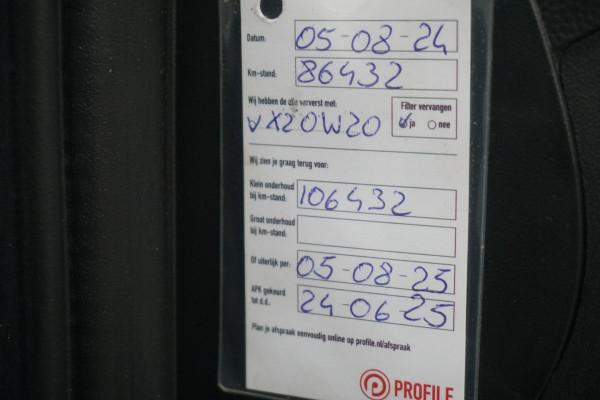 Datum: 05-08-24
Km-stand: 86432
Wij hebben de olie ververst met: Filter vervangen
VX20W20 ja nee
Wij zien je graag terug voor:
Klein onderhoud
bij km-stand: 106432
Groot onderhoud
bij km-stand:
Of uiterlijk per: 05-08-25
APK gekeurd
tot d.d.: 24-06-25
Plan je afspraak eenvoudig online op profile.nl/afspraak
PROFILE